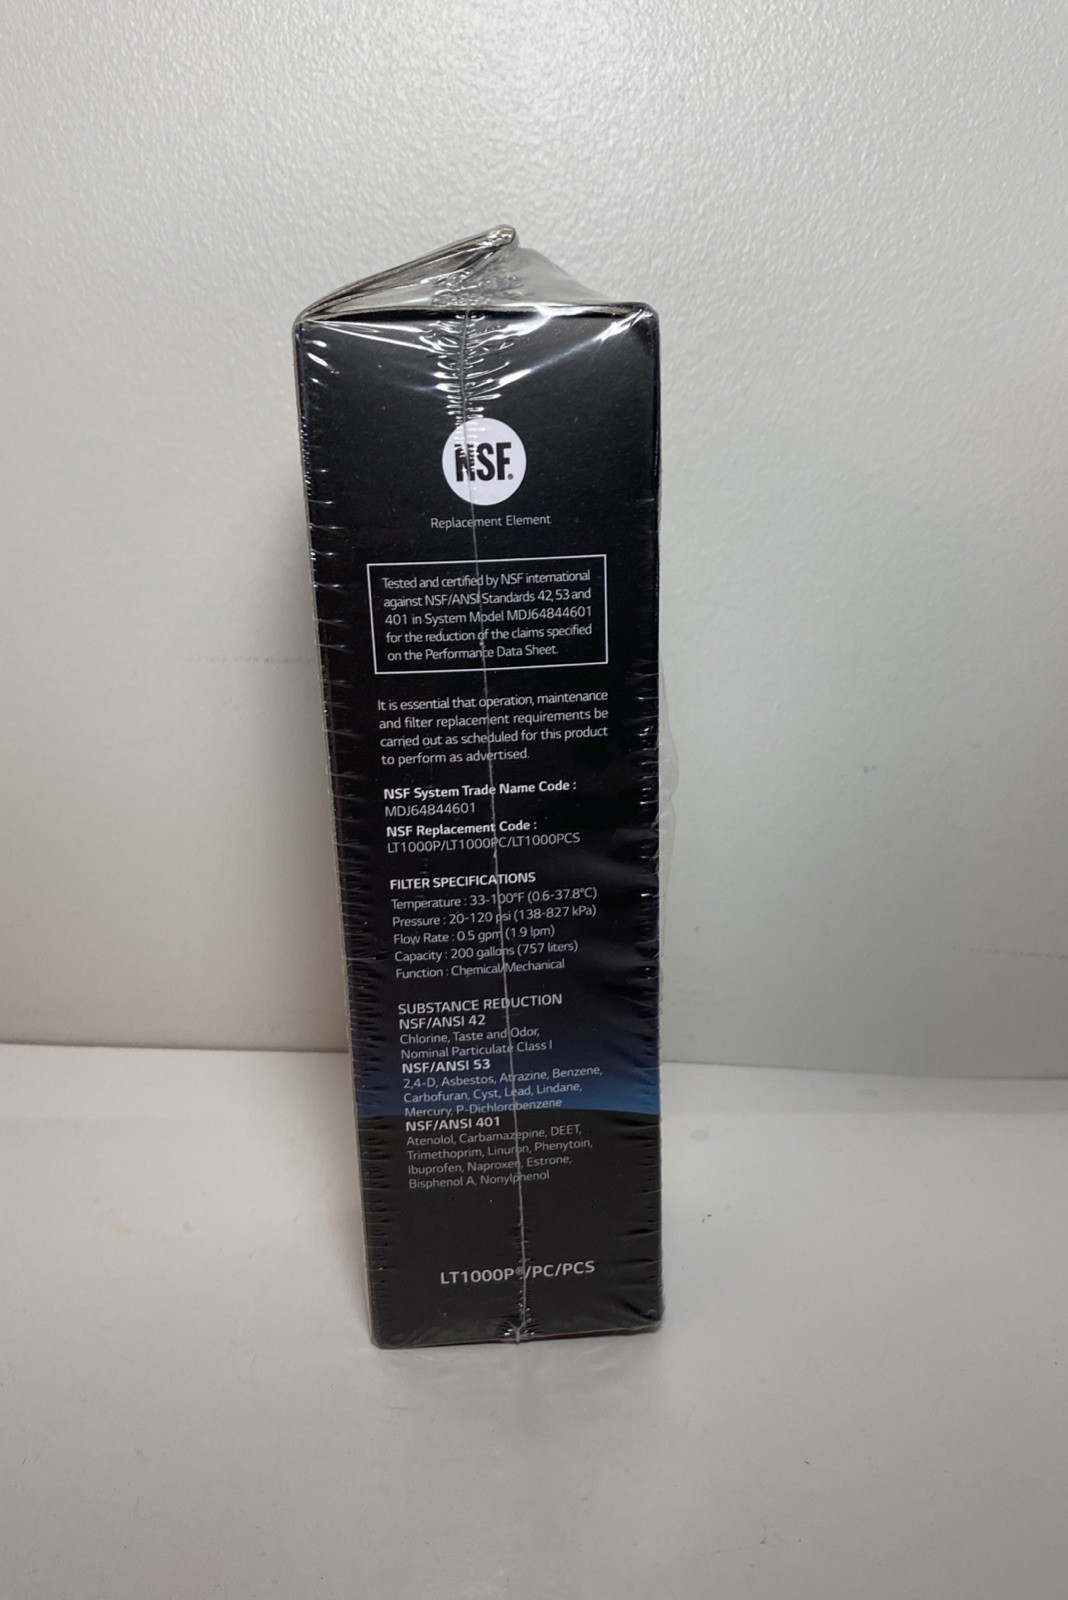 NSF®
Replacement Element
Tested and certified by NSF international
against NSF/ANSI Standards 42, 53 and
401 in System Model MDJ64844601
for the reduction of the claims specified
on the Performance Data Sheet.
It is essential that operation, maintenance
and filter replacement requirements be
carried out as scheduled for this product
to perform as advertised.
NSF System Trade Name Code :
MDJ64844601
NSF Replacement Code :
LT1000P/LT1000PC/LT1000PCS
FILTER SPECIFICATIONS
Temperature : 33-100°F (0.6-37.8°C)
Pressure : 20-120 psi (138-827 kPa)
Flow Rate : 0.5 gpm (1.9 lpm)
Capacity : 200 gallons (757 liters)
Function : Chemical/Mechanical
SUBSTANCE REDUCTION
NSF/ANSI 42
Chlorine, Taste and Odor,
Nominal Particulate Class I
NSF/ANSI 53
2,4-D, Asbestos, Atrazine, Benzene,
Carbofuran, Cyst, Lead, Lindane,
Mercury, P-Dichlorobenzene
NSF/ANSI 401
Atenolol, Carbamazepine, DEET,
Trimethoprim, Linuron, Phenytoin,
Ibuprofen, Naproxen, Estrone,
Bisphenol A, Nonylphenol
LT1000P®/PC/PCS